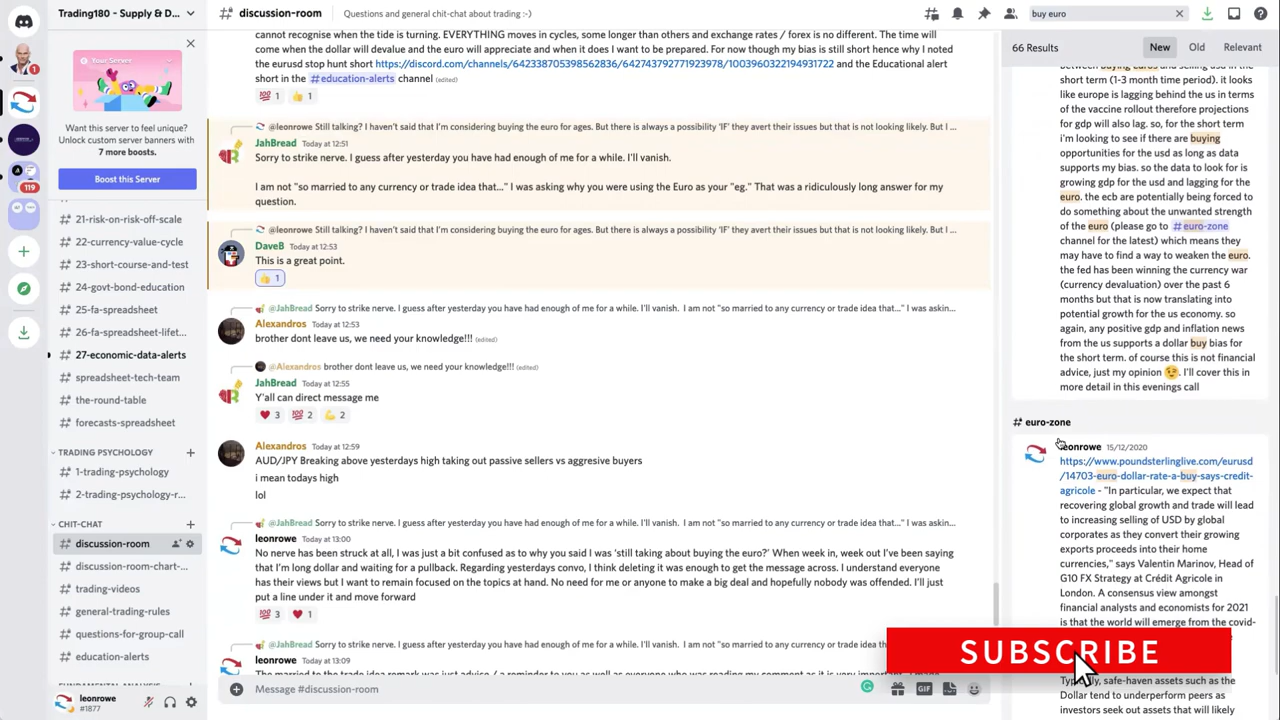 Trading180 - Supply & D...
discussion-room
Questions and general chit-chat about trading :-)
buy euro
1
119
Your Server
Want this server to feel unique?
Unlock custom server banners with
7 more boosts.
Boost this Server
21-risk-on-risk-off-scale
22-currency-value-cycle
23-short-course-and-test
24-govt-bond-education
25-fa-spreadsheet
26-fa-spreadsheet-lifet...
27-economic-data-alerts
spreadsheet-tech-team
the-round-table
forecasts-spreadsheet
TRADING PSYCHOLOGY
1-trading-psychology
2-trading-psychology-r...
CHIT-CHAT
discussion-room
discussion-room-chart-...
trading-videos
general-trading-rules
questions-for-group-call
education-alerts
leonrowe
#1877
cannot recognise when the tide is turning. EVERYTHING moves in cycles, some longer than others and exchange rates / forex is no different. The time will
come when the dollar will devalue and the euro will appreciate and when it does I want to be prepared. For now though my bias is still short hence why I noted
the eurusd stop hunt short https://discord.com/channels/642338705398562836/642743792771923978/1003960322194931722 and the Educational alert
short in the #education-alerts channel (edited)
💯 1 👍 1
@leonrowe Still talking? I haven't said that I'm considering buying the euro for ages. But there is always a possibility 'IF' they avert their issues but that is not looking likely. But I ...
JahBread Today at 12:51
Sorry to strike nerve. I guess after yesterday you have had enough of me for a while. I'll vanish.
I am not "so married to any currency or trade idea that..." I was asking why you were using the Euro as your "eg." That was a ridiculously long answer for my
question.
@leonrowe Still talking? I haven't said that I'm considering buying the euro for ages. But there is always a possibility 'IF' they avert their issues but that is not looking likely. But I ...
DaveB Today at 12:53
This is a great point.
👍 1
@JahBread Sorry to strike nerve. I guess after yesterday you have had enough of me for a while. I'll vanish. I am not "so married to any currency or trade idea that..." I was askin...
Alexandros Today at 12:53
brother dont leave us, we need your knowledge!!! (edited)
@Alexandros brother dont leave us, we need your knowledge!!! (edited)
JahBread Today at 12:55
Y'all can direct message me
❤️ 3 💯 2 💪 2
Alexandros Today at 12:59
AUD/JPY Breaking above yesterdays high taking out passive sellers vs aggresive buyers
i mean todays high
lol
@JahBread Sorry to strike nerve. I guess after yesterday you have had enough of me for a while. I'll vanish. I am not "so married to any currency or trade idea that..." I was askin...
leonrowe Today at 13:00
No nerve has been struck at all, I was just a bit confused as to why you said I was 'still taking about buying the euro?' When week in, week out I've been saying
that I'm long dollar and waiting for a pullback. Regarding yesterdays convo, I think deleting it was enough to get the message across. I understand everyone
has their views but I want to remain focused on the topics at hand. No need for me or anyone to make a big deal and hopefully nobody was offended. I'll just
put a line under it and move forward
💯 3 ❤️ 1
@JahBread Sorry to strike nerve. I guess after yesterday you have had enough of me for a while. I'll vanish. I am not "so married to any
leonrowe Today at 13:09
Message #discussion-room
GIF
66 Results
New
Old
Relevant
between buying euros and selling usd in the
short term (1-3 month time period). it looks
like europe is lagging behind the us in terms
of the vaccine rollout therefore projections
for gdp will also lag. so, for the short term
i'm looking to see if there are buying
opportunities for the usd as long as data
supports my bias. so the data to look for is
growing gdp for the usd and lagging for the
euro. the ecb are potentially being forced to
do something about the unwanted strength
of the euro (please go to #euro-zone
channel for the latest) which means they
may have to find a way to weaken the euro.
the fed has been winning the currency war
(currency devaluation) over the past 6
months but that is now translating into
potential growth for the us economy. so
again, any positive gdp and inflation news
from the us supports a dollar buy bias for
the short term. of course this is not financial
advice, just my opinion 😉. I'll cover this in
more detail in this evenings call
# euro-zone
leonrowe 15/12/2020
https://www.poundsterlinglive.com/eurusd
/14703-euro-dollar-rate-a-buy-says-credit-
agricole - "In particular, we expect that
recovering global growth and trade will lead
to increasing selling of USD by global
corporates as they convert their growing
exports proceeds into their home
currencies," says Valentin Marinov, Head of
G10 FX Strategy at Crédit Agricole in
London. A consensus view amongst
financial analysts and economists for 2021
is that the world will emerge from the covid-
SUBSCRIBE
Typically, safe-haven assets such as the
Dollar tend to underperform peers as
investors seek out assets that will likely